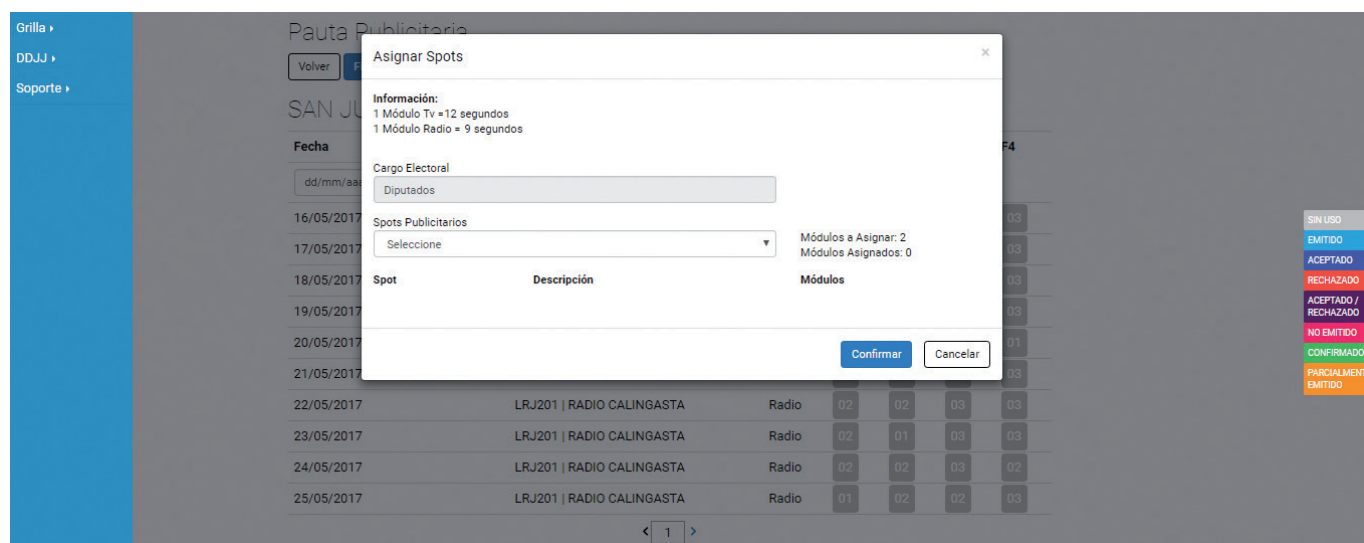 Grilla
DDJJ
Soporte
Pauta Publicitaria
Volver
SAN JU
Fecha
F4
dd/mm/aaa
Asignar Spots
×
Información:
1 Módulo Tv =12 segundos
1 Módulo Radio = 9 segundos
Cargo Electoral
Diputados
Spots Publicitarios
Seleccione
Módulos a Asignar: 2
Módulos Asignados: 0
Spot Descripción Módulos
Confirmar Cancelar
16/05/2017 03
17/05/2017 03
18/05/2017 03
19/05/2017 03
20/05/2017 01
21/05/2017 03
22/05/2017 LRJ201 | RADIO CALINGASTA Radio 02 02 03 03
23/05/2017 LRJ201 | RADIO CALINGASTA Radio 02 01 03 03
24/05/2017 LRJ201 | RADIO CALINGASTA Radio 02 02 03 02
25/05/2017 LRJ201 | RADIO CALINGASTA Radio 01 02 02 03
1
SIN USO
EMITIDO
ACEPTADO
RECHAZADO
ACEPTADO /
RECHAZADO
NO EMITIDO
CONFIRMADO
PARCIALMENT
EMITIDO